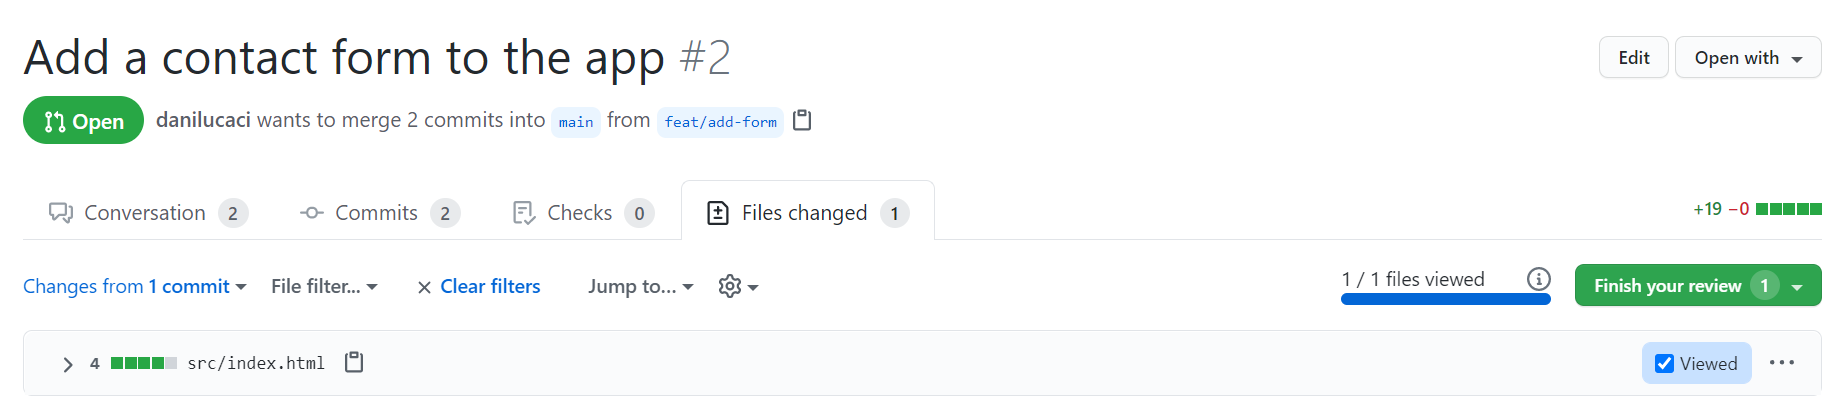 Add a contact form to the app #2
Edit
Open with
Open
danilucaci wants to merge 2 commits into main from feat/add-form
Conversation 2
Commits 2
Checks 0
Files changed 1
+19 −0
Changes from 1 commit
File filter...
Clear filters
Jump to...
1 / 1 files viewed
Finish your review 1
4 src/index.html
Viewed